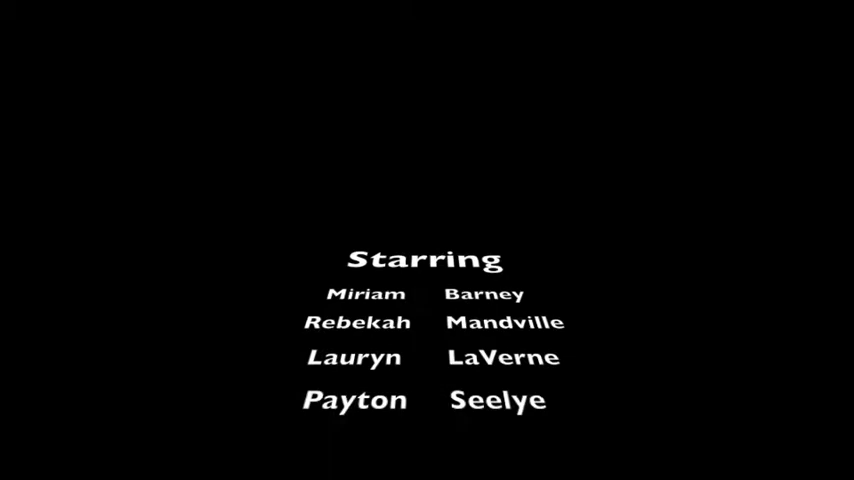 Starring
Miriam Barney
Rebekah Mandville
Lauryn LaVerne
Payton Seelye